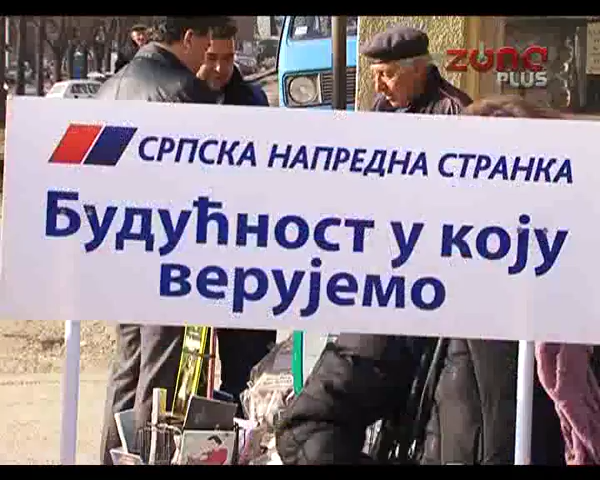 ZONA
PLUS
СРПСКА НАПРЕДНА СТРАНКА
Будућност у коју
верујемо